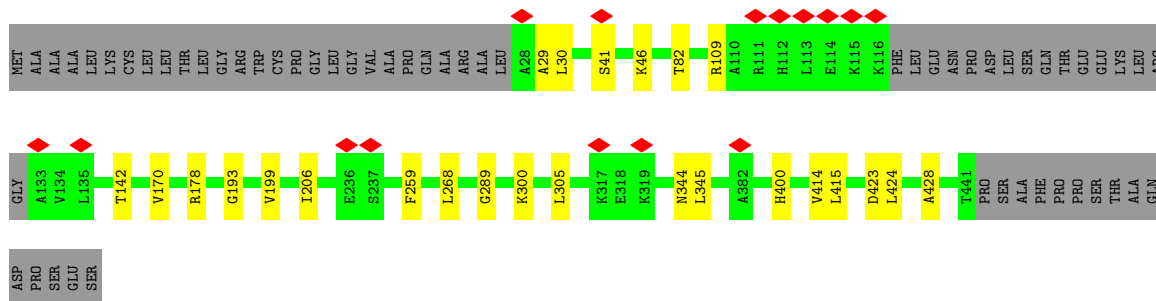 MET ALA ALA ALA LEU LYS CYS LEU LEU THR LEU GLY ARG TRP CYS PRO GLY LEU GLY VAL ALA PRO GLN ALA ARG ALA LEU A28 A29 L30 S41 K46 T82 R109 A110 R111 H112 L113 E114 K115 K116 PHE LEU GLU ASN PRO ASP LEU SER GLN THR GLU GLU LYS LEU ARG
GLY A133 V134 L135 T142 V170 R178 G193 V199 I206 E236 S237 F259 L268 G289 K300 L305 K317 E318 K319 N344 L345 A382 H400 V414 L415 D423 L424 A428 T441 PRO SER ALA PHE PRO PRO SER THR ALA GLN
ASP PRO SER GLU SER